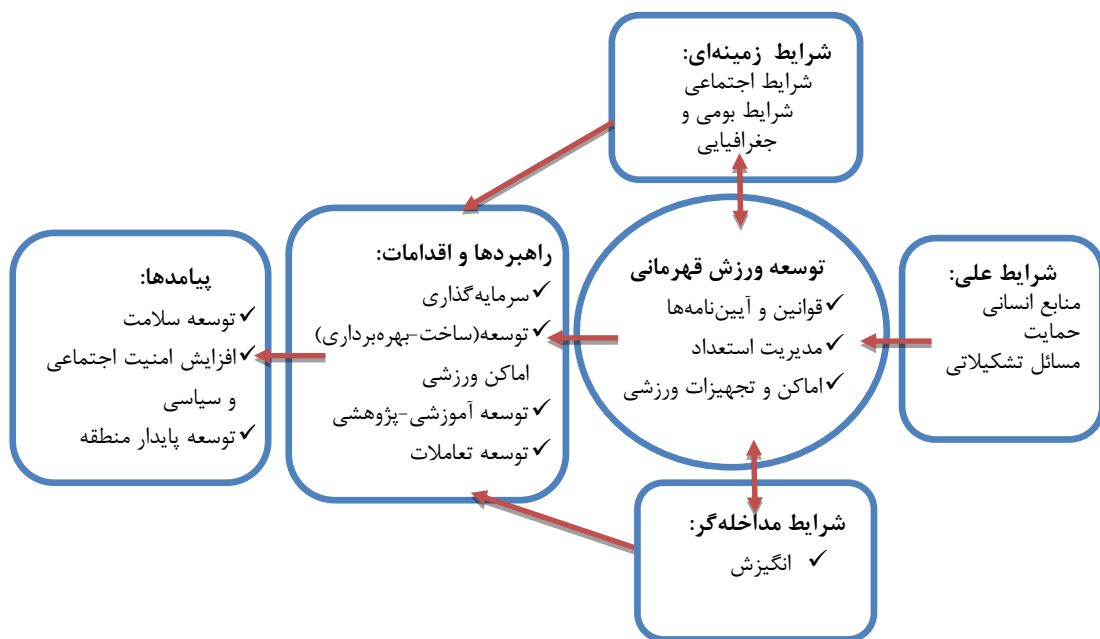 شرایط زمینه‌ای:
شرایط اجتماعی
شرایط بومی و
جغرافیایی
شرایط علی:
منابع انسانی
حمایت
مسائل تشکیلاتی
توسعه ورزش قهرمانی
✓قوانین و آیین‌نامه‌ها
✓مدیریت استعداد
✓اماکن و تجهیزات ورزشی
شرایط مداخله‌گر:
✓ انگیزش
راهبردها و اقدامات:
✓سرمایه‌گذاری
✓توسعه(ساخت-بهره‌برداری)
اماکن ورزشی
✓توسعه آموزشی-پژوهشی
✓توسعه تعاملات
پیامدها:
✓توسعه سلامت
✓افزایش امنیت اجتماعی
و سیاسی
✓توسعه پایدار منطقه